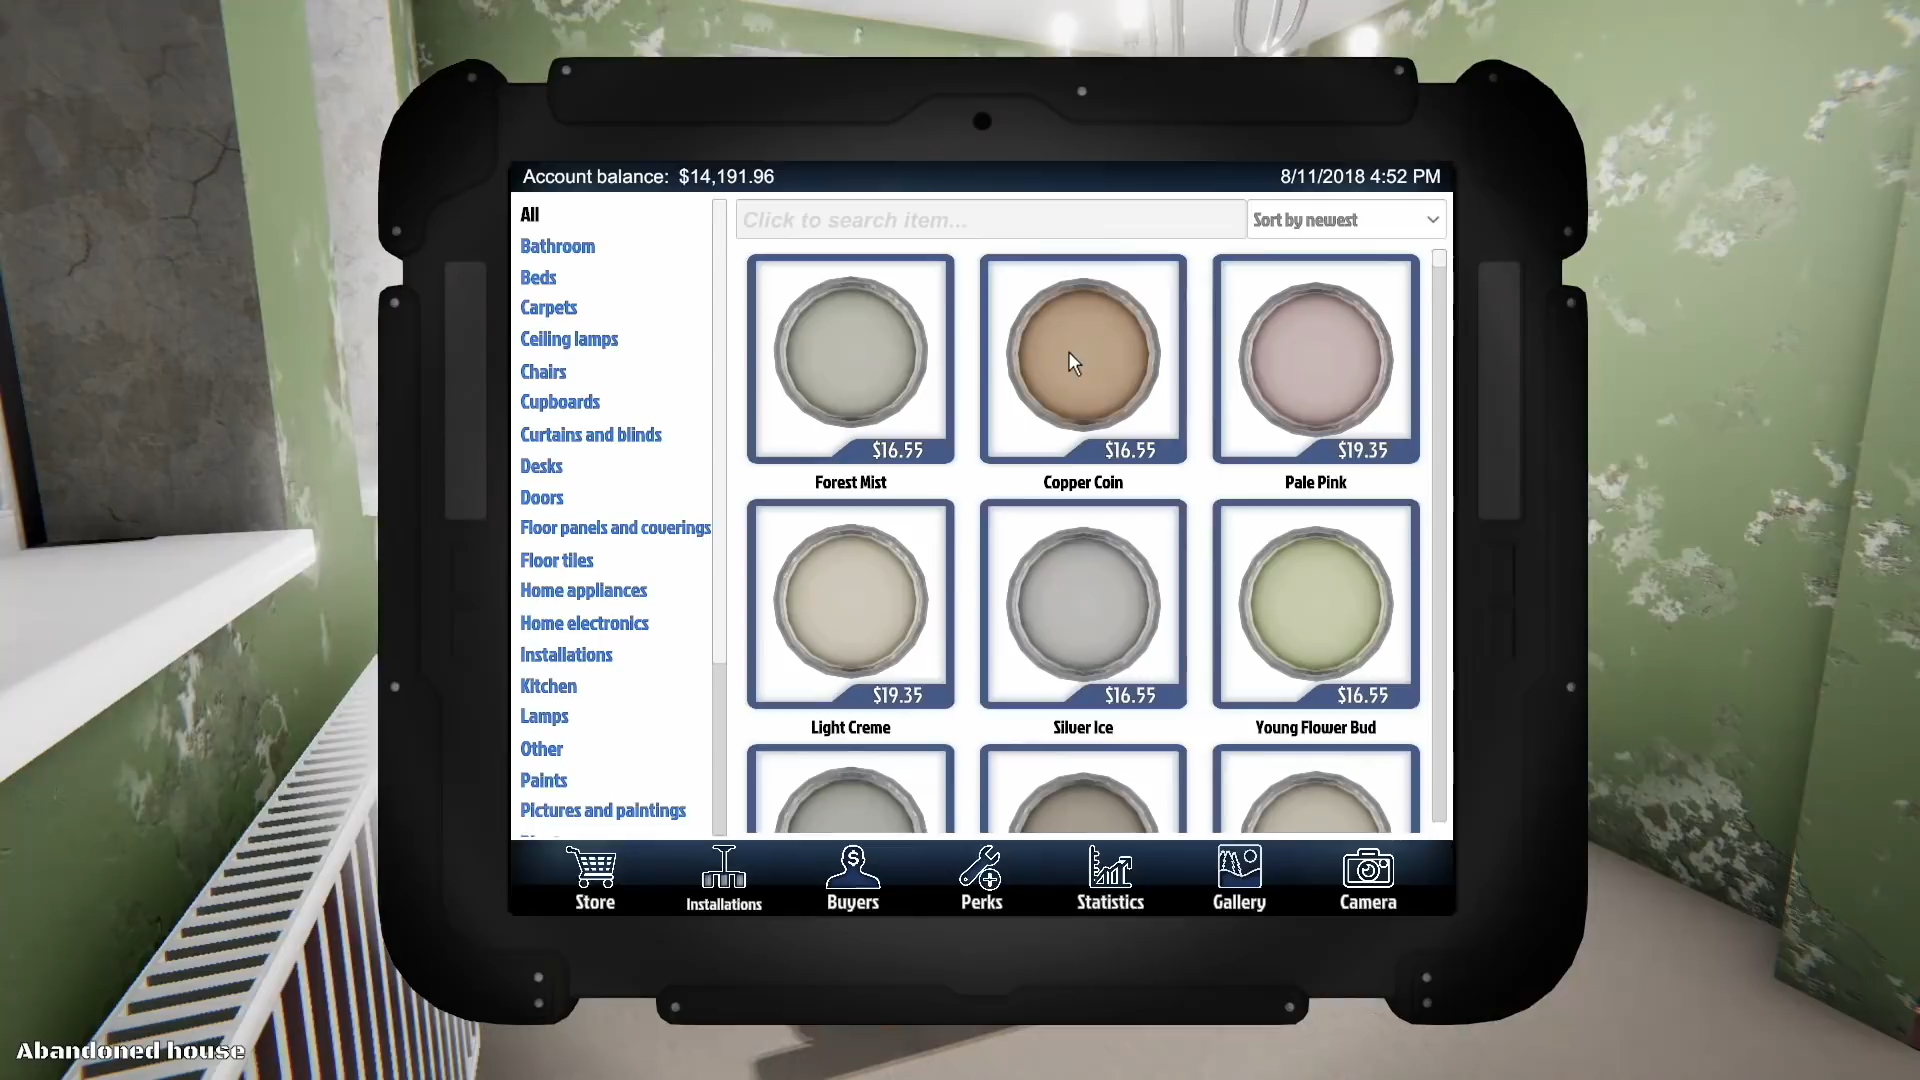 Account balance: $14,191.96
8/11/2018 4:52 PM
All
Bathroom
Beds
Carpets
Ceiling lamps
Chairs
Cupboards
Curtains and blinds
Desks
Doors
Floor panels and coverings
Floor tiles
Home appliances
Home electronics
Installations
Kitchen
Lamps
Other
Paints
Pictures and paintings
Click to search item...
Sort by newest
$16.55
$16.55
$19.35
Forest Mist
Copper Coin
Pale Pink
$19.35
$16.55
$16.55
Light Creme
Silver Ice
Young Flower Bud
Store
Installations
Buyers
Perks
Statistics
Gallery
Camera
Abandoned house